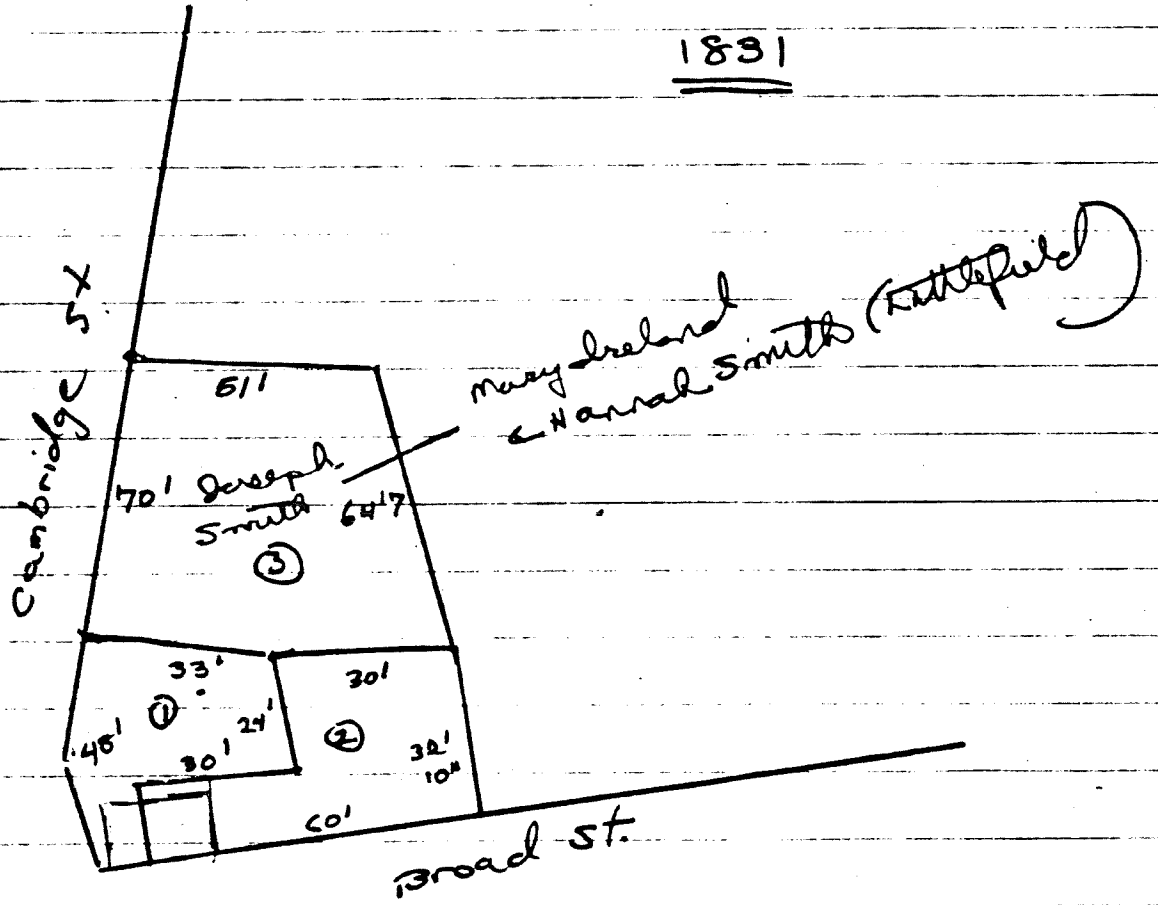 1831
Cambridge St
Mary Ireland
& Hannah Smith (Littlefield)
51'
70'
Joseph
Smith
64'7
③
33'
①
24'
30'
②
48'
30'
32'
10"
60'
Broad St.